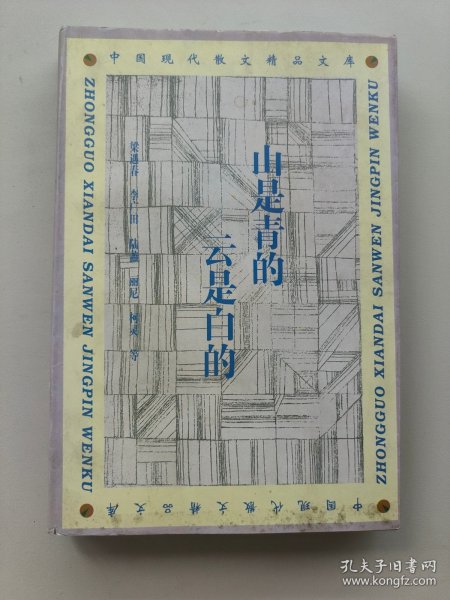 中国现代散文精品文库
ZHONGGUO XIANDAI SANWEN JINGPIN WENKU
ZHONGGUO XIANDAI SANWEN JINGPIN WENKU
山是青的
云是白的
梁遇春 李广田 陆蠡 丽尼 柯灵 等
中国现代散文精品文库
孔夫子旧书网
www.kongfz.com